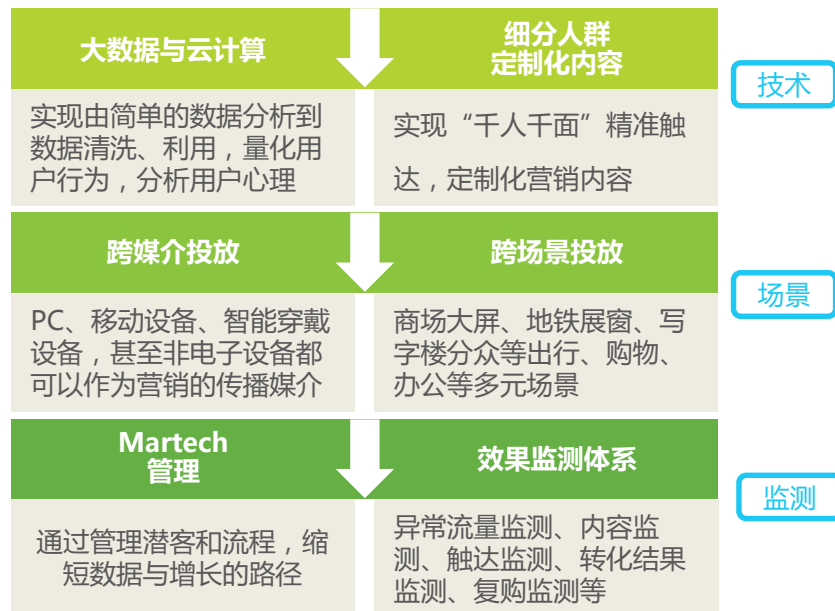 大数据与云计算
细分人群
定制化内容
技术
实现由简单的数据分析到
数据清洗、利用，量化用
户行为，分析用户心理
实现“千人千面”精准触
达，定制化营销内容
跨媒介投放
跨场景投放
场景
PC、移动设备、智能穿戴
设备，甚至非电子设备都
可以作为营销的传播媒介
商场大屏、地铁展窗、写
字楼分众等出行、购物、
办公等多元场景
Martech
管理
效果监测体系
监测
通过管理潜客和流程，缩
短数据与增长的路径
异常流量监测、内容监
测、触达监测、转化结果
监测、复购监测等